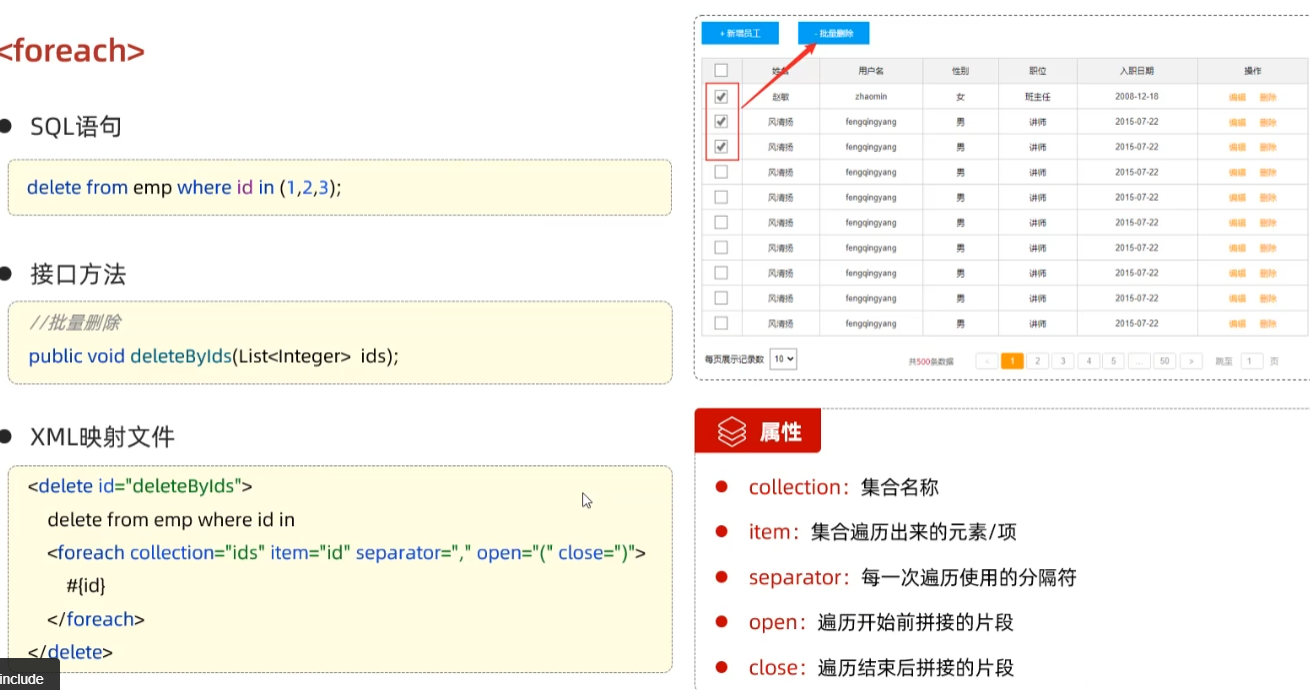 <foreach>
SQL语句
delete from emp where id in (1,2,3);
接口方法
//批量删除
public void deleteByIds(List<Integer> ids);
XML映射文件
<delete id="deleteByIds">
delete from emp where id in
<foreach collection="ids" item="id" separator="," open="(" close=")">
#{id}
</foreach>
</delete>
include
+ 新增员工 - 批量删除
姓名 用户名 性别 职位 入职日期 操作
赵敏 zhaomin 女 班主任 2008-12-18 编辑 删除
风清扬 fengqingyang 男 讲师 2015-07-22 编辑 删除
风清扬 fengqingyang 男 讲师 2015-07-22 编辑 删除
风清扬 fengqingyang 男 讲师 2015-07-22 编辑 删除
风清扬 fengqingyang 男 讲师 2015-07-22 编辑 删除
风清扬 fengqingyang 男 讲师 2015-07-22 编辑 删除
风清扬 fengqingyang 男 讲师 2015-07-22 编辑 删除
风清扬 fengqingyang 男 讲师 2015-07-22 编辑 删除
风清扬 fengqingyang 男 讲师 2015-07-22 编辑 删除
风清扬 fengqingyang 男 讲师 2015-07-22 编辑 删除
每页展示记录数 10 共500条数据 < 1 2 3 4 5 ... 50 > 跳至 1 页
属性
collection：集合名称
item：集合遍历出来的元素/项
separator：每一次遍历使用的分隔符
open：遍历开始前拼接的片段
close：遍历结束后拼接的片段